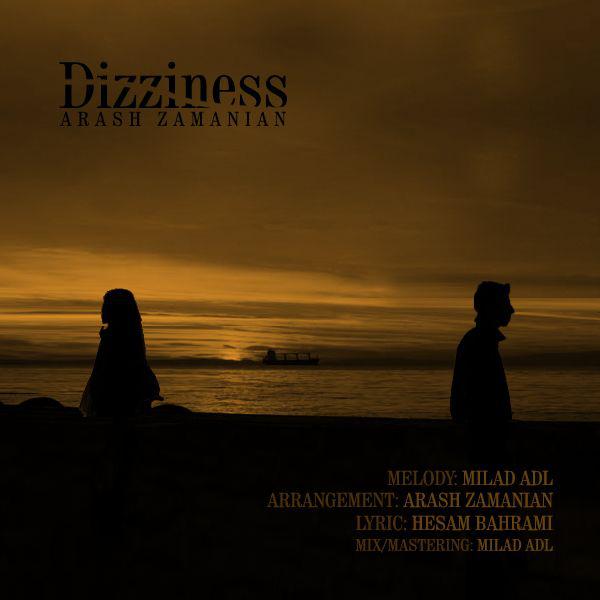 Dizziness
ARASH ZAMANIAN
MELODY: MILAD ADL
ARRANGEMENT: ARASH ZAMANIAN
LYRIC: HESAM BAHRAMI
MIX/MASTERING: MILAD ADL